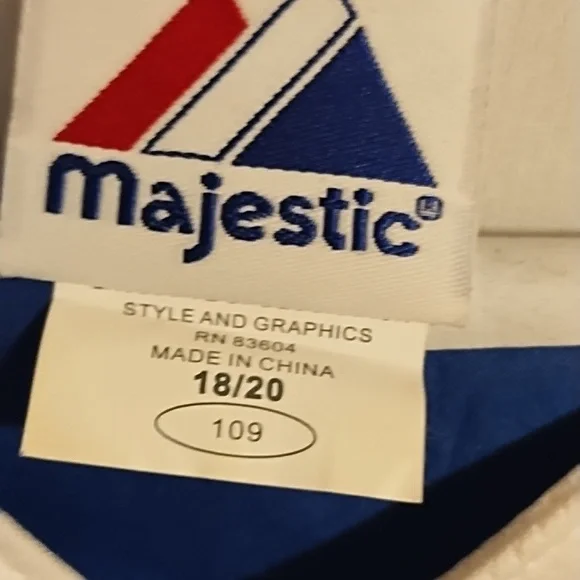 majestic®
STYLE AND GRAPHICS
RN 83604
MADE IN CHINA
18/20
109